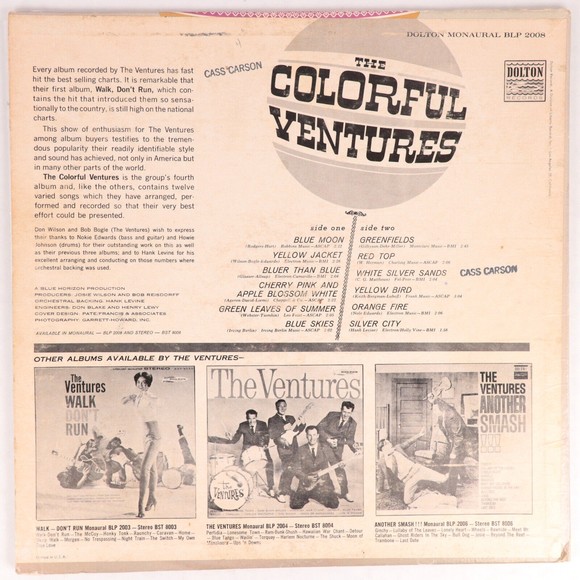 DOLTON MONAURAL BLP 2008
DOLTON
RECORDS
CASS CARSON
THE
COLORFUL
VENTURES
Every album recorded by The Ventures has fast
hit the best selling charts. It is remarkable that
their first album, Walk, Don't Run, which con-
tains the hit that introduced them so sensa-
tionally to the country, is still high on the national
charts.
This show of enthusiasm for The Ventures
among album buyers testifies to the tremen-
dous popularity their readily identifiable style
and sound has achieved, not only in America but
in many other parts of the world.
The Colorful Ventures is the group's fourth
album and, like the others, contains twelve
varied songs which they have arranged, per-
formed and recorded so that their very best
effort could be presented.
Don Wilson and Bob Bogle (The Ventures) wish to express
their thanks to Nokie Edwards (bass and guitar) and Howie
Johnson (drums) for their outstanding work on this as well
as their previous three albums; and to Hank Levine for his
excellent arranging and conducting on those numbers where
orchestral backing was used.
A BLUE HORIZON PRODUCTION
PRODUCERS: JOSIE WILSON AND BOB REISDORFF
ORCHESTRAL BACKING: HANK LEVINE
ENGINEERS: DON BLAKE AND HENRY LEWY
COVER DESIGN: PATE/FRANCIS & ASSOCIATES
PHOTOGRAPHY: GARRETT-HOWARD, INC.
AVAILABLE IN MONAURAL — BLP 2008 AND STEREO — BST 8008
side one
BLUE MOON
YELLOW JACKET
BLUER THAN BLUE
CHERRY PINK AND
APPLE BLOSSOM WHITE
GREEN LEAVES OF SUMMER
BLUE SKIES
side two
GREENFIELDS
RED TOP
WHITE SILVER SANDS
YELLOW BIRD
ORANGE FIRE
SILVER CITY
CASS CARSON
OTHER ALBUMS AVAILABLE BY THE VENTURES—
The
Ventures
WALK
DON'T
RUN
STEREO
The Ventures
THE
VENTURES
THE
VENTURES
ANOTHER
SMASH
WALK — DON'T RUN Monaural BLP 2003 — Stereo BST 8003
THE VENTURES Monaural BLP 2004 — Stereo BST 8004
ANOTHER SMASH!!! Monaural BLP 2006 — Stereo BST 8006